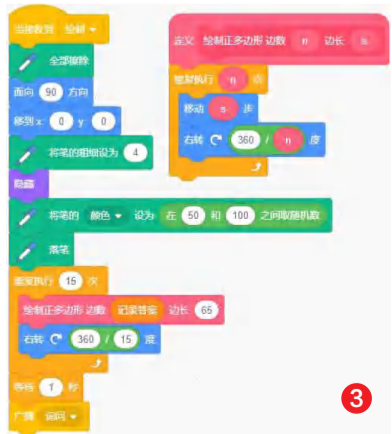 当接收到 绘制
全部擦除
面向 90 方向
移到 x: 0 y: 0
将笔的粗细设为 4
隐藏
将笔的 颜色 设为 在 50 和 100 之间取随机数
落笔
重复执行 15 次
绘制正多边形 边数 记录答案 边长 65
右转 360 / 15 度
等待 1 秒
广播 询问
定义 绘制正多边形 边数 n 边长 s
重复执行 n 次
移动 s 步
右转 360 / n 度
3